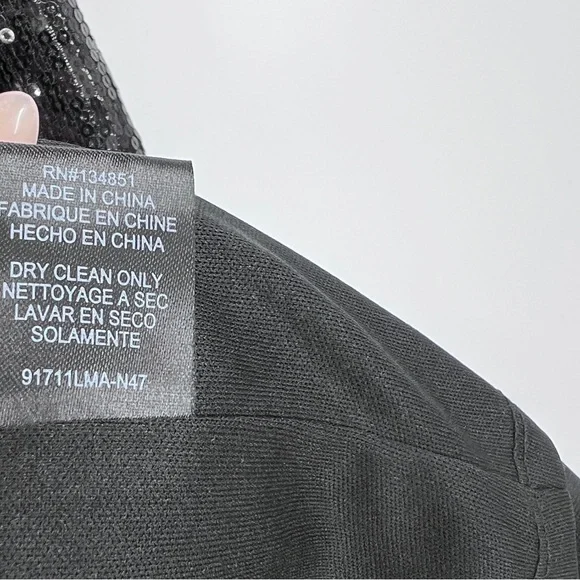 RN#134851
MADE IN CHINA
FABRIQUE EN CHINE
HECHO EN CHINA
DRY CLEAN ONLY
NETTOYAGE A SEC
LAVAR EN SECO
SOLAMENTE
91711LMA-N47